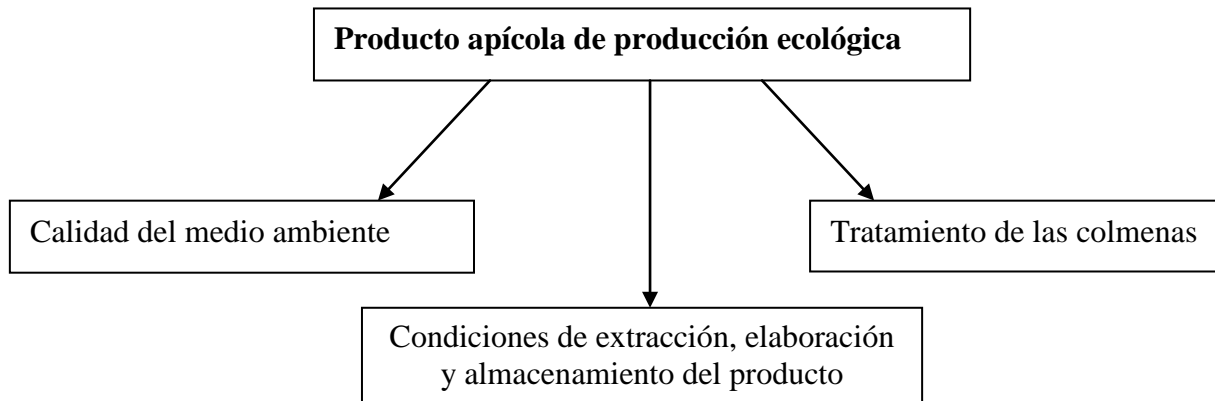 Producto apícola de producción ecológica
Calidad del medio ambiente
Tratamiento de las colmenas
Condiciones de extracción, elaboración
y almacenamiento del producto